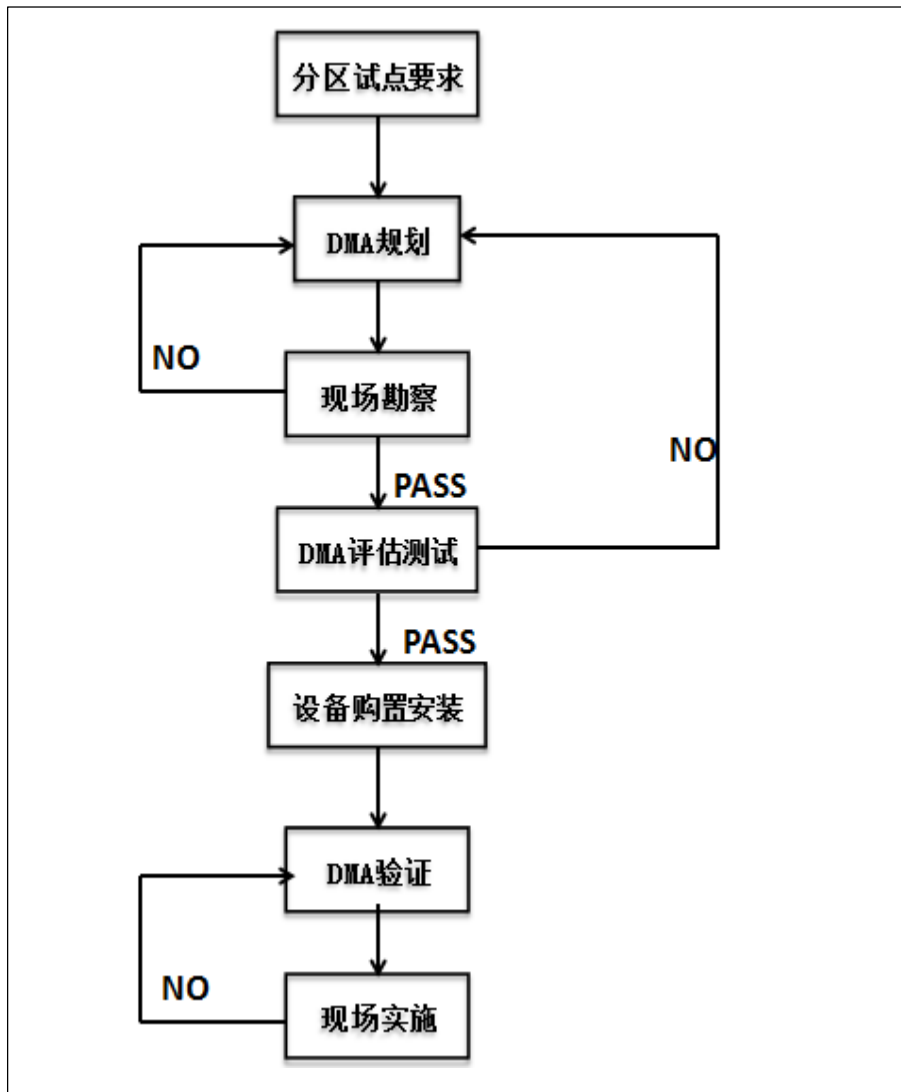 分区试点要求
DMA规划
NO
现场勘察
NO
PASS
DMA评估测试
PASS
设备购置安装
DMA验证
NO
现场实施